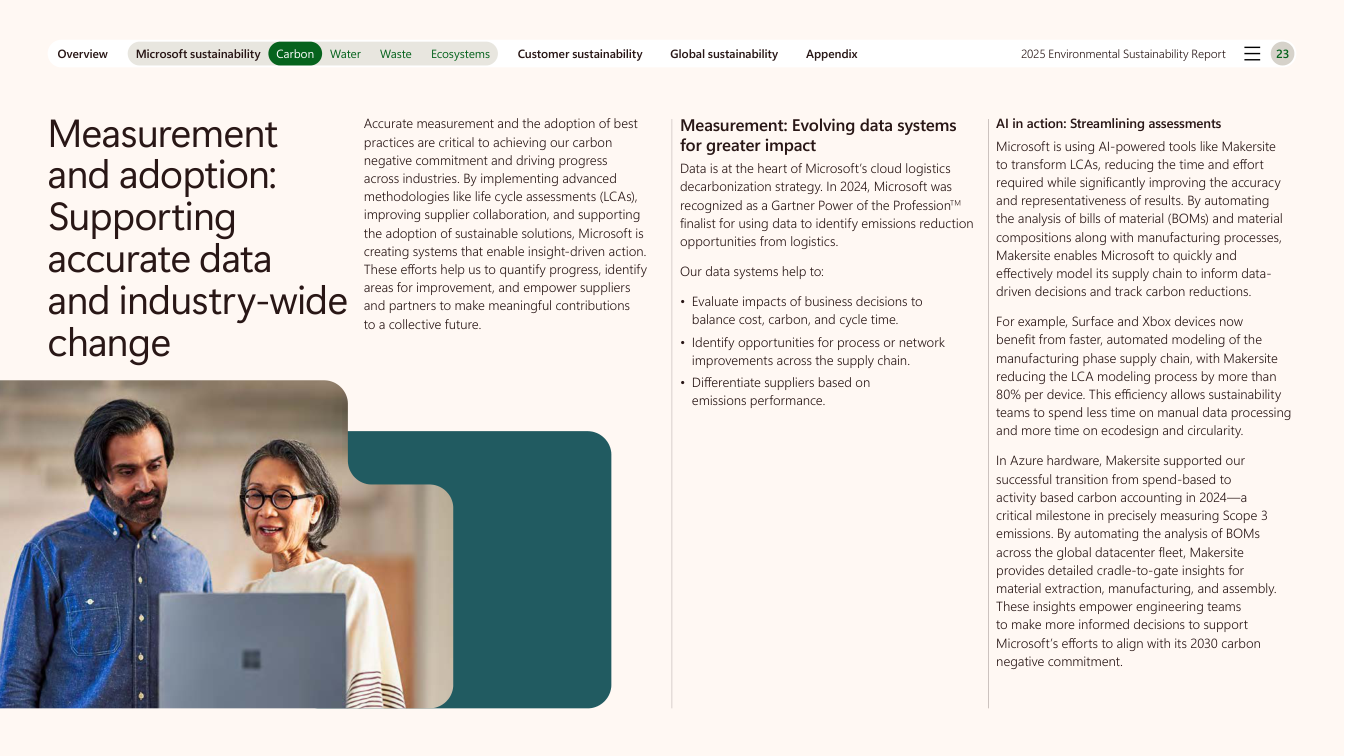 Overview
Microsoft sustainability
Carbon
Water
Waste
Ecosystems
Customer sustainability
Global sustainability
Appendix
2025 Environmental Sustainability Report
23
Measurement
and adoption:
Supporting
accurate data
and industry-wide
change
Accurate measurement and the adoption of best
practices are critical to achieving our carbon
negative commitment and driving progress
across industries. By implementing advanced
methodologies like life cycle assessments (LCAs),
improving supplier collaboration, and supporting
the adoption of sustainable solutions, Microsoft is
creating systems that enable insight-driven action.
These efforts help us to quantify progress, identify
areas for improvement, and empower suppliers
and partners to make meaningful contributions
to a collective future.
Measurement: Evolving data systems
for greater impact
Data is at the heart of Microsoft's cloud logistics
decarbonization strategy. In 2024, Microsoft was
recognized as a Gartner Power of the Profession™
finalist for using data to identify emissions reduction
opportunities from logistics.
Our data systems help to:
• Evaluate impacts of business decisions to
balance cost, carbon, and cycle time.
• Identify opportunities for process or network
improvements across the supply chain.
• Differentiate suppliers based on
emissions performance.
AI in action: Streamlining assessments
Microsoft is using AI-powered tools like Makersite
to transform LCAs, reducing the time and effort
required while significantly improving the accuracy
and representativeness of results. By automating
the analysis of bills of material (BOMs) and material
compositions along with manufacturing processes,
Makersite enables Microsoft to quickly and
effectively model its supply chain to inform data-
driven decisions and track carbon reductions.
For example, Surface and Xbox devices now
benefit from faster, automated modeling of the
manufacturing phase supply chain, with Makersite
reducing the LCA modeling process by more than
80% per device. This efficiency allows sustainability
teams to spend less time on manual data processing
and more time on ecodesign and circularity.
In Azure hardware, Makersite supported our
successful transition from spend-based to
activity based carbon accounting in 2024—a
critical milestone in precisely measuring Scope 3
emissions. By automating the analysis of BOMs
across the global datacenter fleet, Makersite
provides detailed cradle-to-gate insights for
material extraction, manufacturing, and assembly.
These insights empower engineering teams
to make more informed decisions to support
Microsoft's efforts to align with its 2030 carbon
negative commitment.